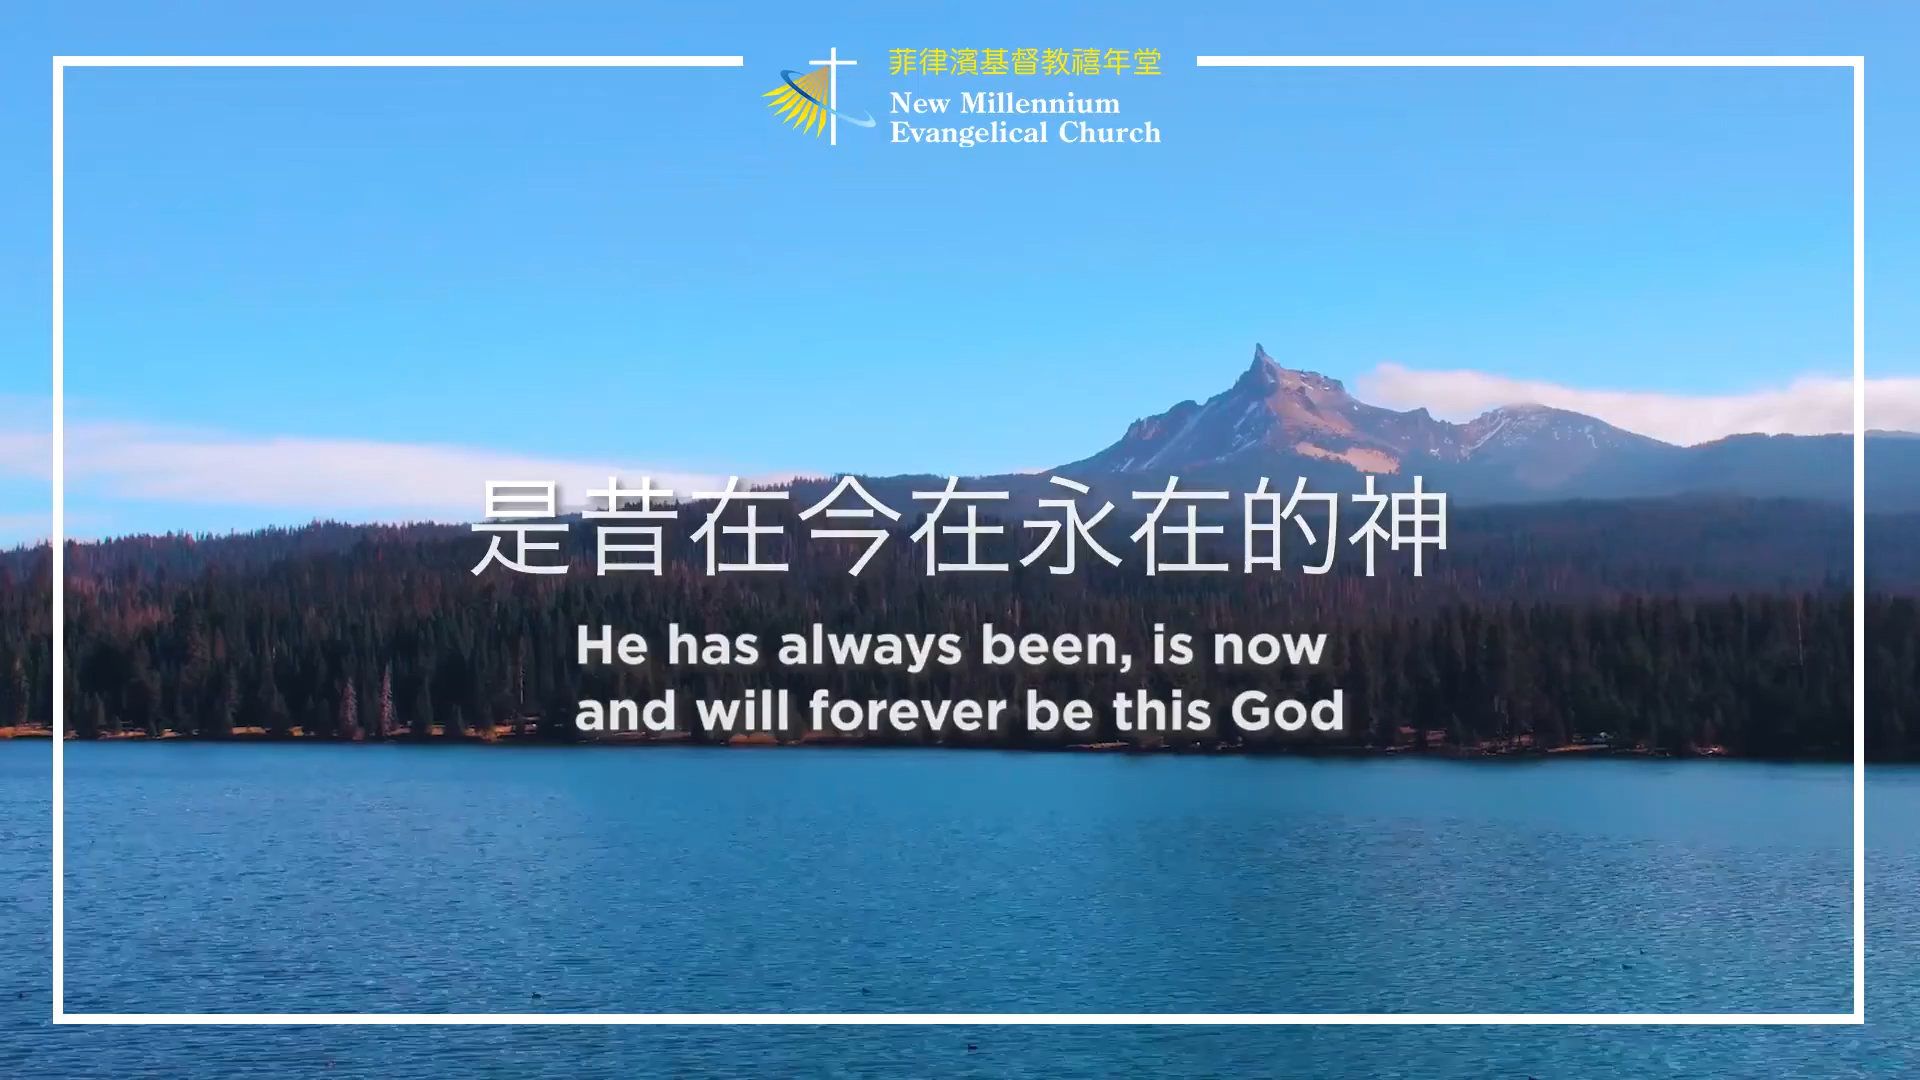 菲律濱基督教禧年堂
New Millennium
Evangelical Church
是昔在今在永在的神
He has always been, is now
and will forever be this God